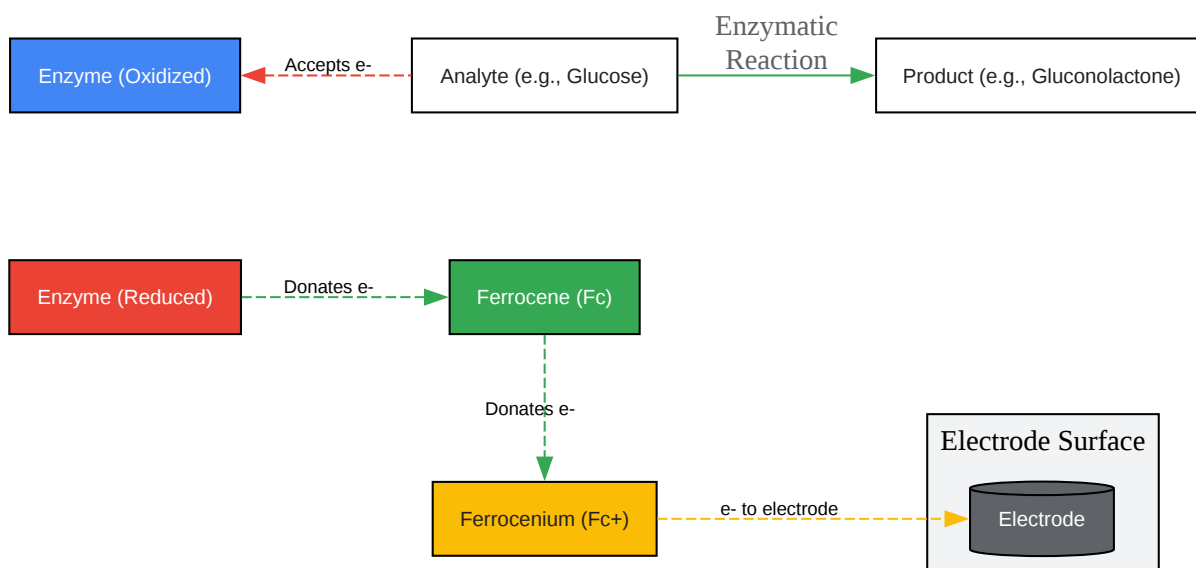 Enzymatic
Reaction
Enzyme (Oxidized)
Accepts e-
Analyte (e.g., Glucose)
Product (e.g., Gluconolactone)
Enzyme (Reduced)
Donates e-
Ferrocene (Fc)
Donates e-
Electrode Surface
Ferrocenium (Fc+)
e- to electrode
Electrode